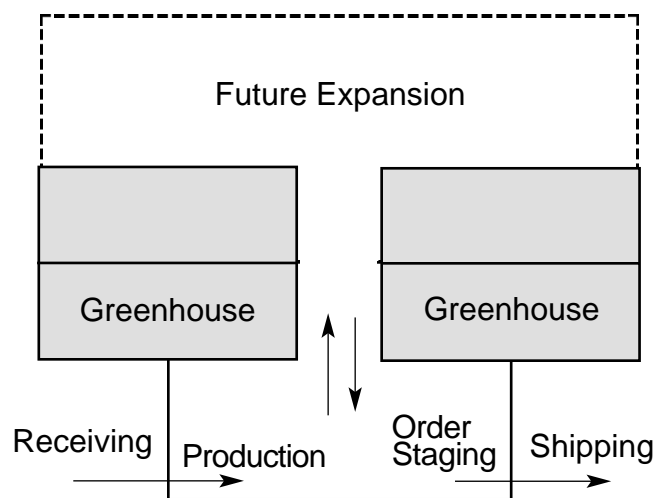 Future Expansion
Greenhouse
Greenhouse
Receiving
Production
Order
Staging
Shipping